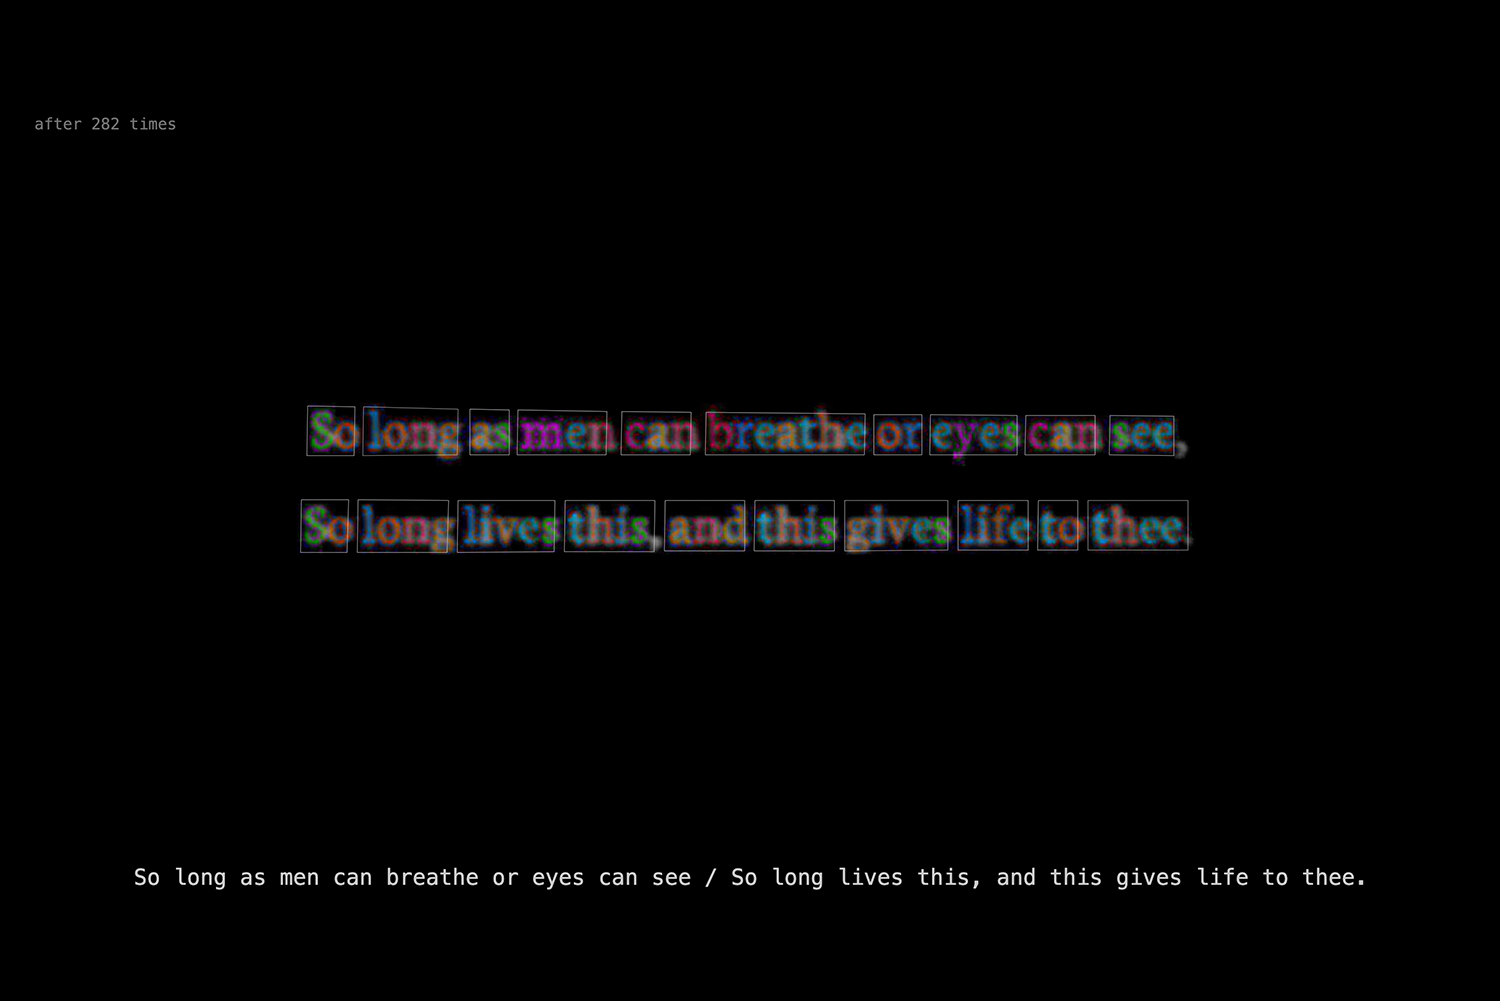 after 282 times
So long as men can breathe or eyes can see,
So long lives this, and this gives life to thee.
So long as men can breathe or eyes can see / So long lives this, and this gives life to thee.